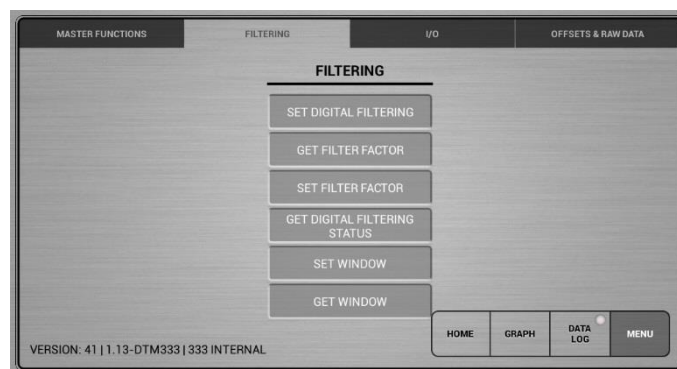 MASTER FUNCTIONS
FILTERING
I/O
OFFSETS & RAW DATA
FILTERING
SET DIGITAL FILTERING
GET FILTER FACTOR
SET FILTER FACTOR
GET DIGITAL FILTERING
STATUS
SET WINDOW
GET WINDOW
HOME
GRAPH
DATA
LOG
MENU
VERSION: 41 | 1.13-DTM333 | 333 INTERNAL